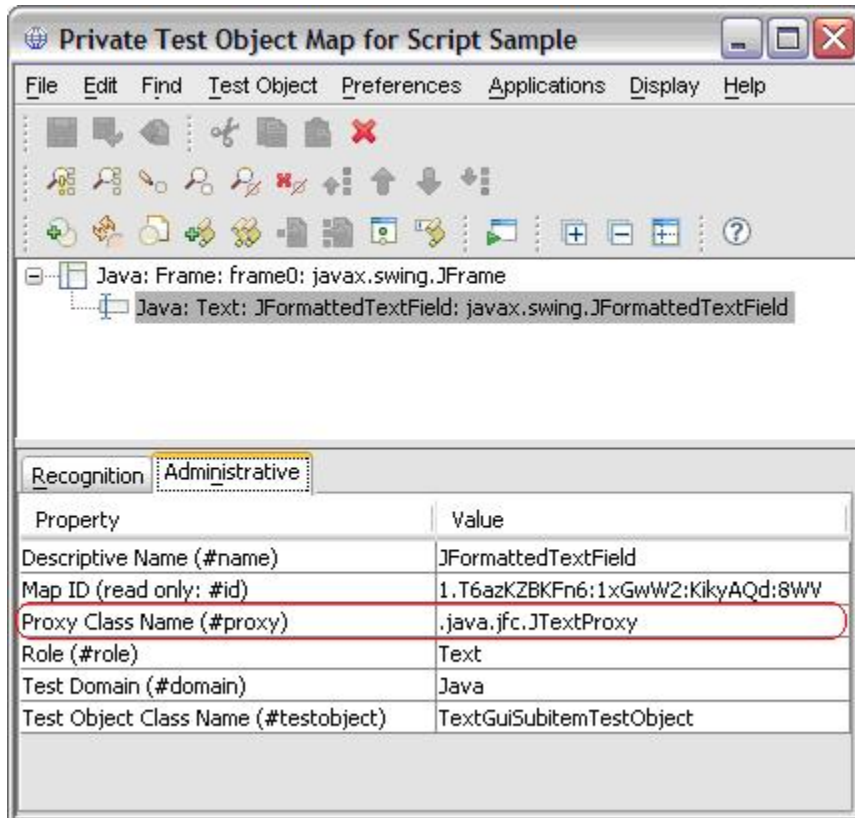 Private Test Object Map for Script Sample
File Edit Find Test Object Preferences Applications Display Help
Java: Frame: frame0: javax.swing.JFrame
Java: Text: JFormattedTextField: javax.swing.JFormattedTextField
Recognition Administrative
Property Value
Descriptive Name (#name) JFormattedTextField
Map ID (read only: #id) 1.T6azKZBKFn6:1xGwW2:KikyAQd:8WV
Proxy Class Name (#proxy) .java.jfc.JTextProxy
Role (#role) Text
Test Domain (#domain) Java
Test Object Class Name (#testobject) TextGuiSubitemTestObject